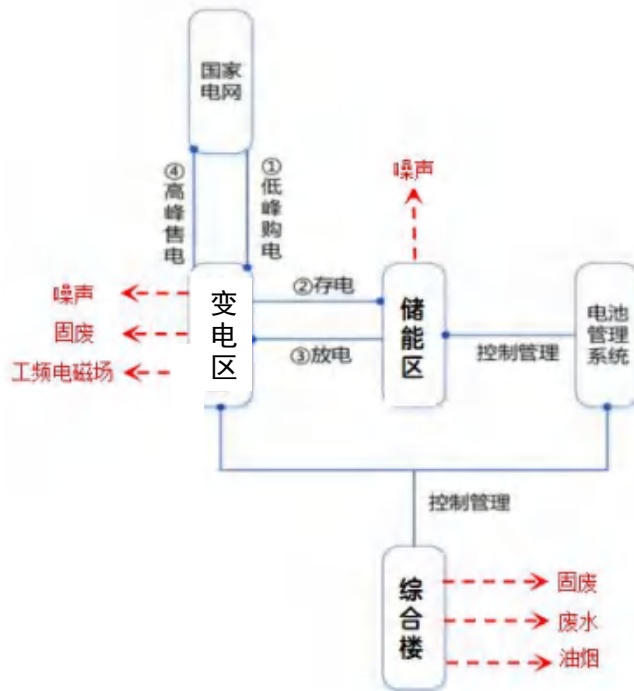 国家
电网
④高峰售电
①低峰购电
噪声
噪声
固废
工频电磁场
变电区
②存电
③放电
储能区
控制管理
电池
管理
系统
控制管理
综合楼
固废
废水
油烟